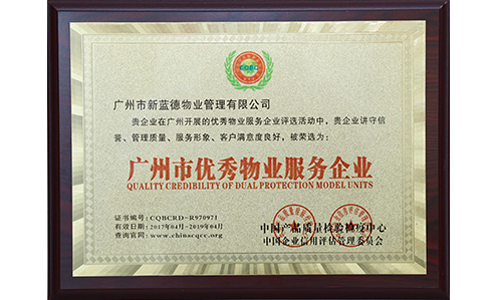 广州市新蓝德物业管理有限公司
贵企业在广州开展的优秀物业服务企业评选活动中，贵企业讲守信
誉、管理质量、服务形象、客户满意度良好，被荣选为：
广州市优秀物业服务企业
QUALITY CREDIBILITY OF DUAL PROTECTION MODEL UNITS
证书编号：CQBCRD-R97097I
有效日期：2017年04月-2019年04月
查询官网：www.chinacqcc.org
中国产品质量检验检度中心
中国企业信用评估管理委员会